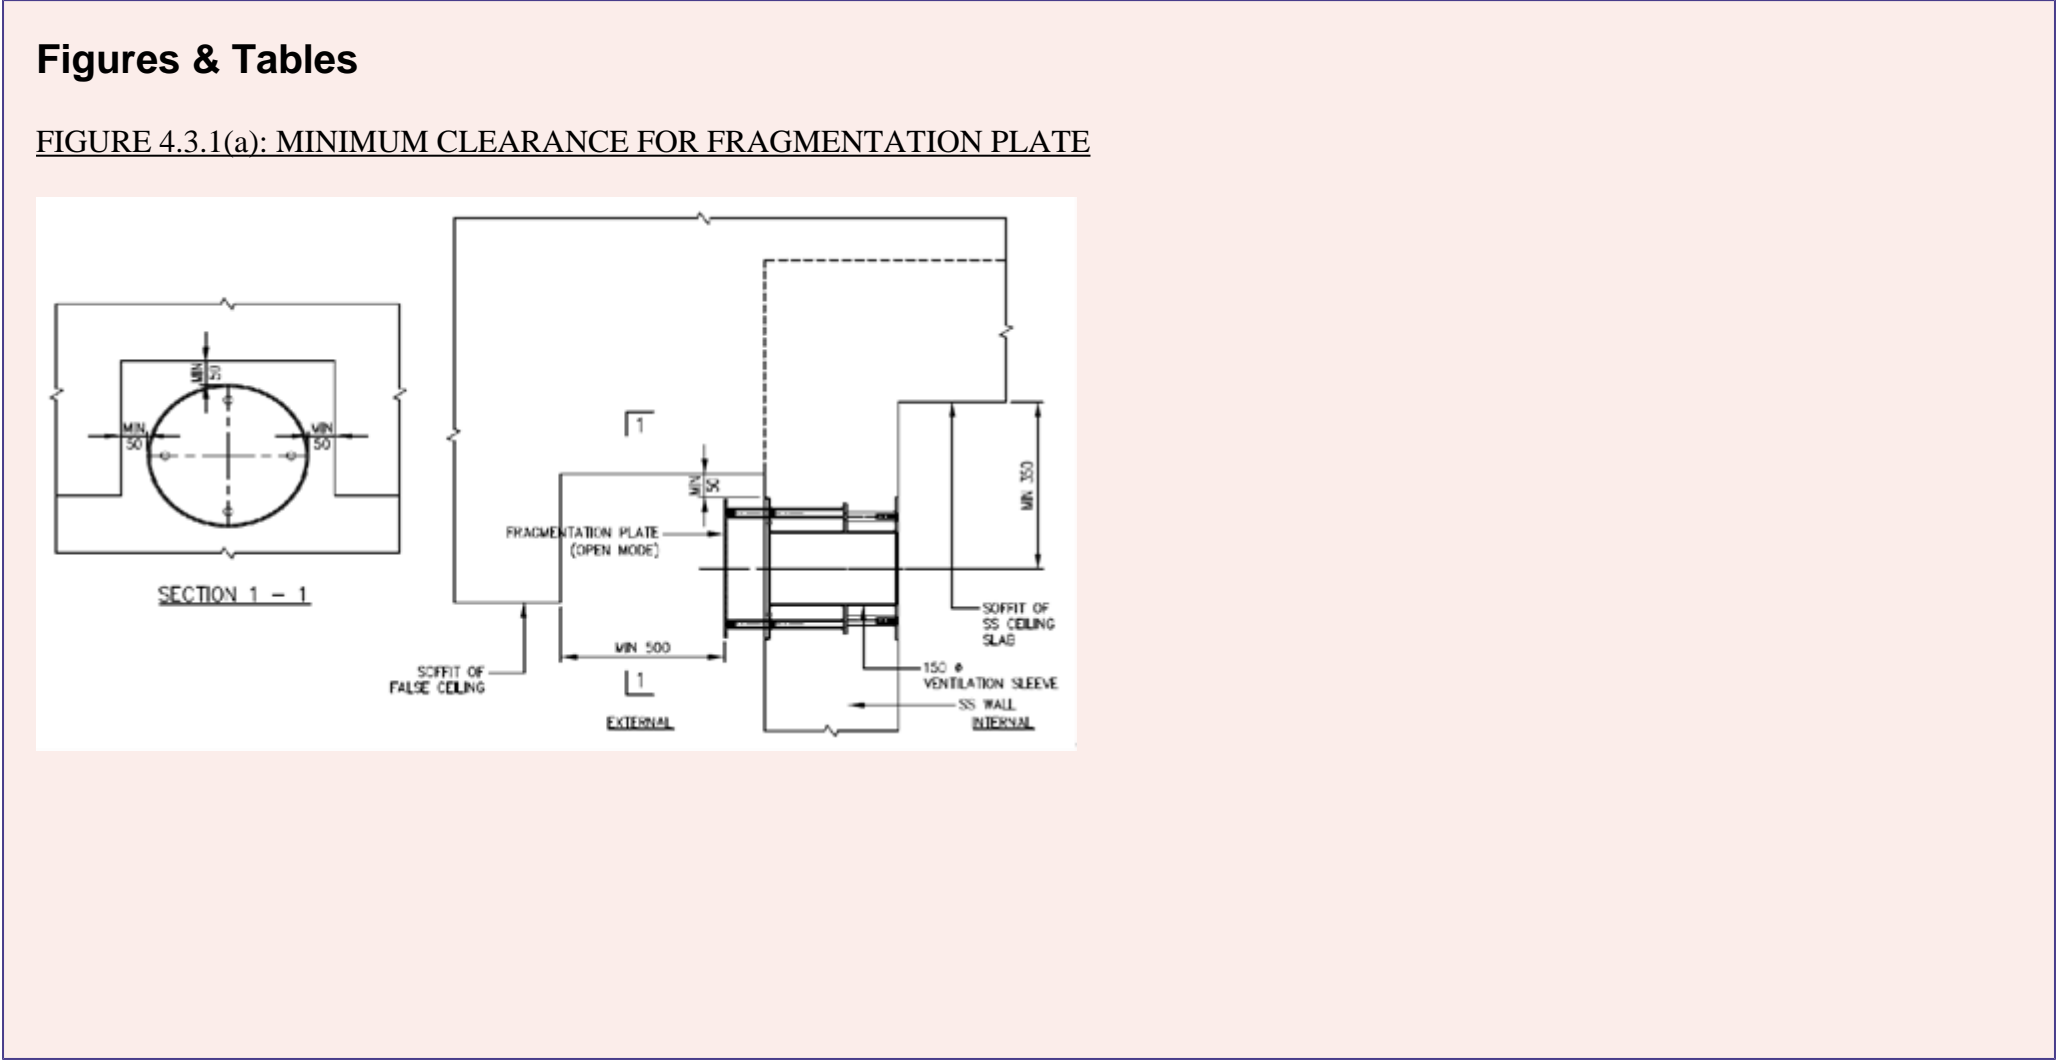 Figures & Tables
FIGURE 4.3.1(a): MINIMUM CLEARANCE FOR FRAGMENTATION PLATE
MIN
50
MIN
50
MIN
50
SECTION 1 - 1
1
MIN
50
FRAGMENTATION PLATE
(OPEN MODE)
MIN 350
SOFFIT OF
SS CEILING
SLAB
MIN 500
SOFFIT OF
FALSE CEILING
1
150 ϕ
VENTILATION SLEEVE
SS WALL
EXTERNAL
INTERNAL